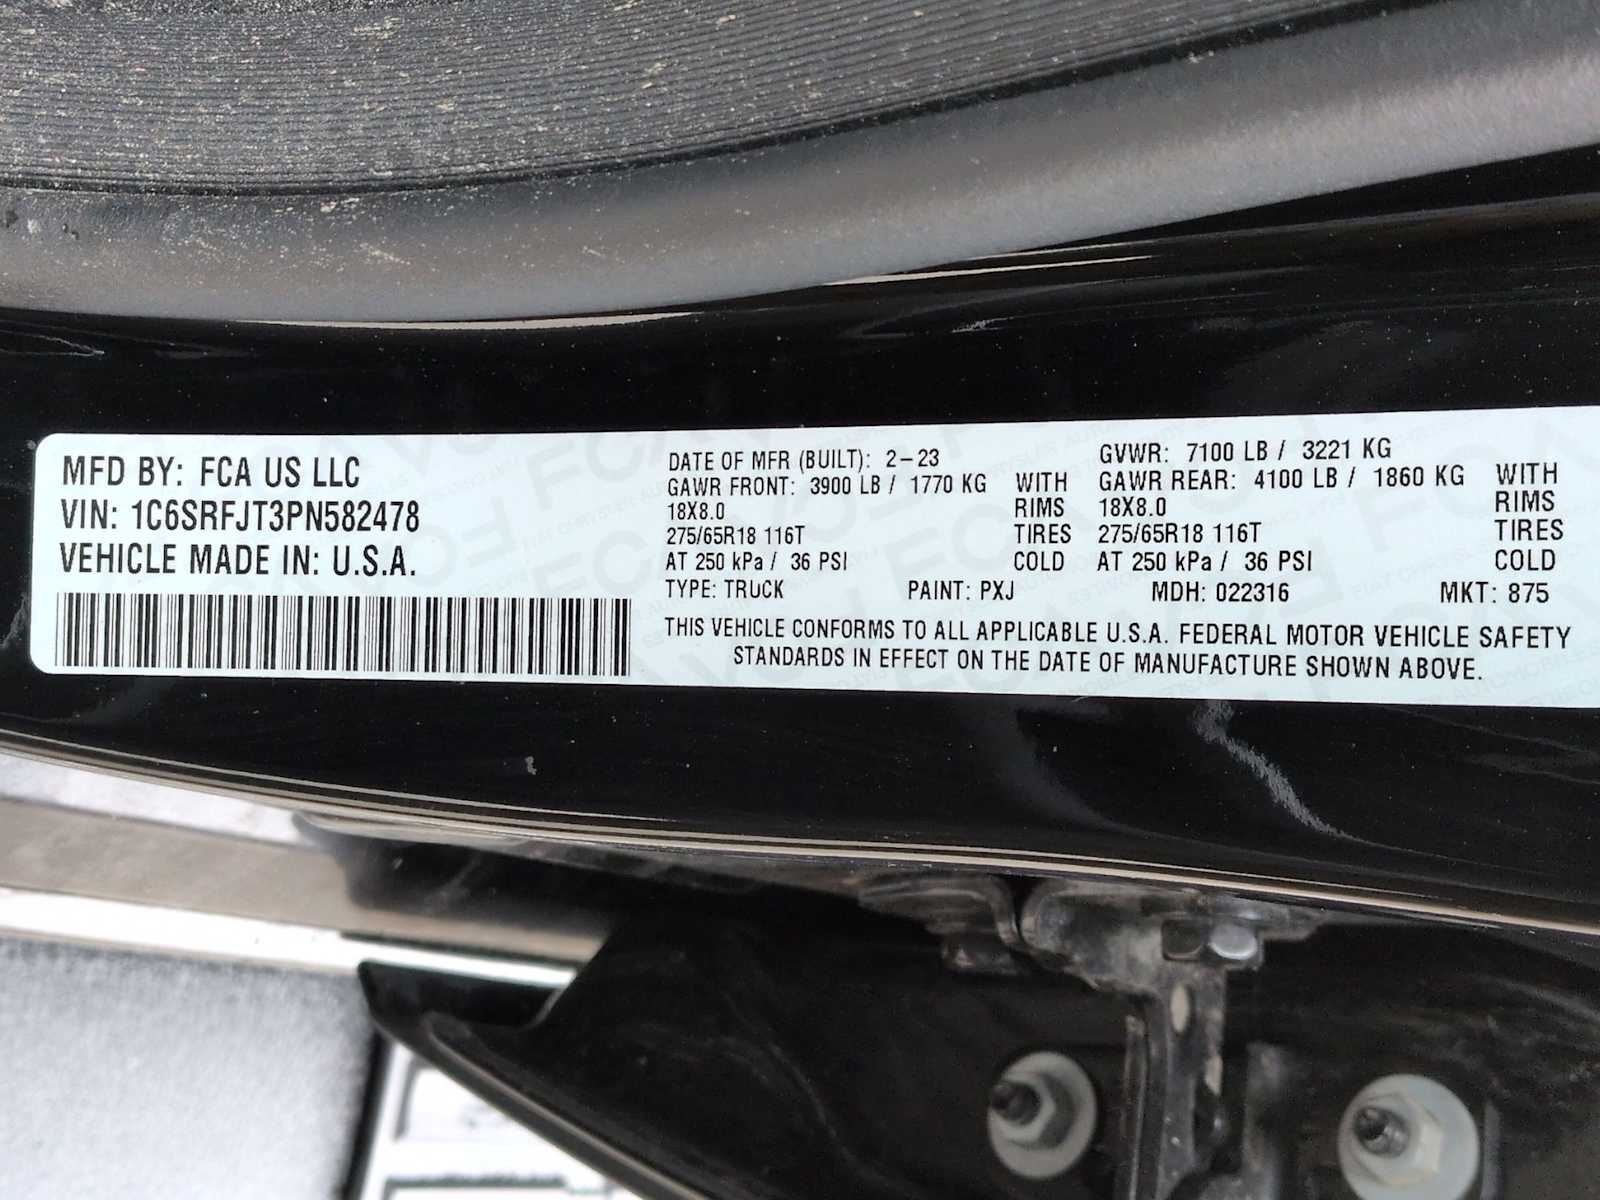 MFD BY: FCA US LLC
VIN: 1C6SRFJT3PN582478
VEHICLE MADE IN: U.S.A.
DATE OF MFR (BUILT): 2-23
GVWR: 7100 LB / 3221 KG
GAWR FRONT: 3900 LB / 1770 KG WITH
18X8.0 RIMS
275/65R18 116T TIRES
AT 250 kPa / 36 PSI COLD
GAWR REAR: 4100 LB / 1860 KG WITH
18X8.0 RIMS
275/65R18 116T TIRES
AT 250 kPa / 36 PSI COLD
TYPE: TRUCK PAINT: PXJ MDH: 022316 MKT: 875
THIS VEHICLE CONFORMS TO ALL APPLICABLE U.S.A. FEDERAL MOTOR VEHICLE SAFETY
STANDARDS IN EFFECT ON THE DATE OF MANUFACTURE SHOWN ABOVE.